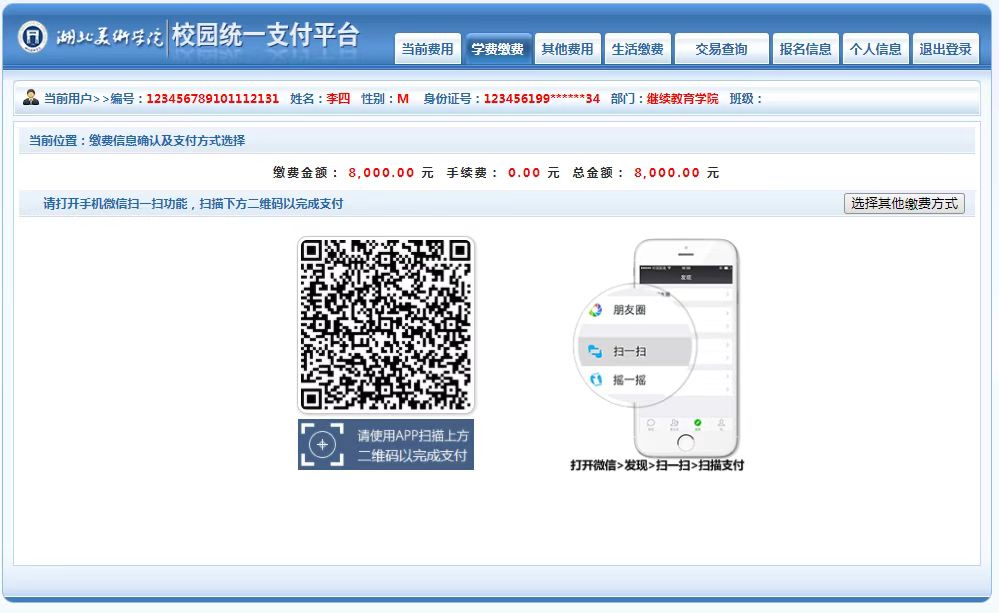 湖北美术学院 校园统一支付平台
当前费用 学费缴费 其他费用 生活缴费 交易查询 报名信息 个人信息 退出登录
当前用户>>编号：123456789101112131 姓名：李四 性别：M 身份证号：123456199******34 部门：继续教育学院 班级：
当前位置：缴费信息确认及支付方式选择
缴费金额： 8,000.00 元 手续费： 0.00 元 总金额： 8,000.00 元
请打开手机微信扫一扫功能，扫描下方二维码以完成支付 选择其他缴费方式
发现
朋友圈
扫一扫
摇一摇
请使用APP扫描上方
二维码以完成支付
打开微信>发现>扫一扫>扫描支付